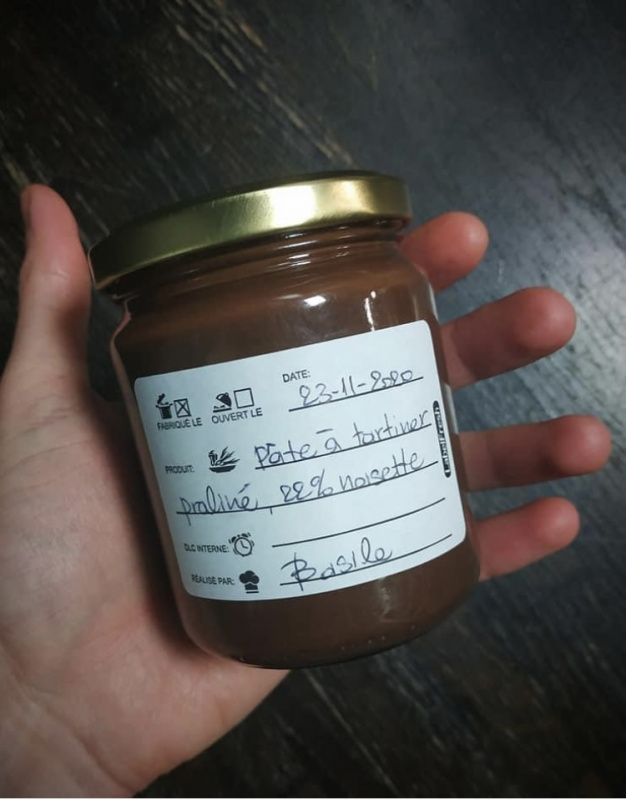 DATE: 23-11-2020
FABRIQUÉ LE OUVERT LE
PRODUIT: Pâte à tartiner
praliné, 22% noisette
DLC INTERNE:
RÉALISÉ PAR: Basile
LabelFresh